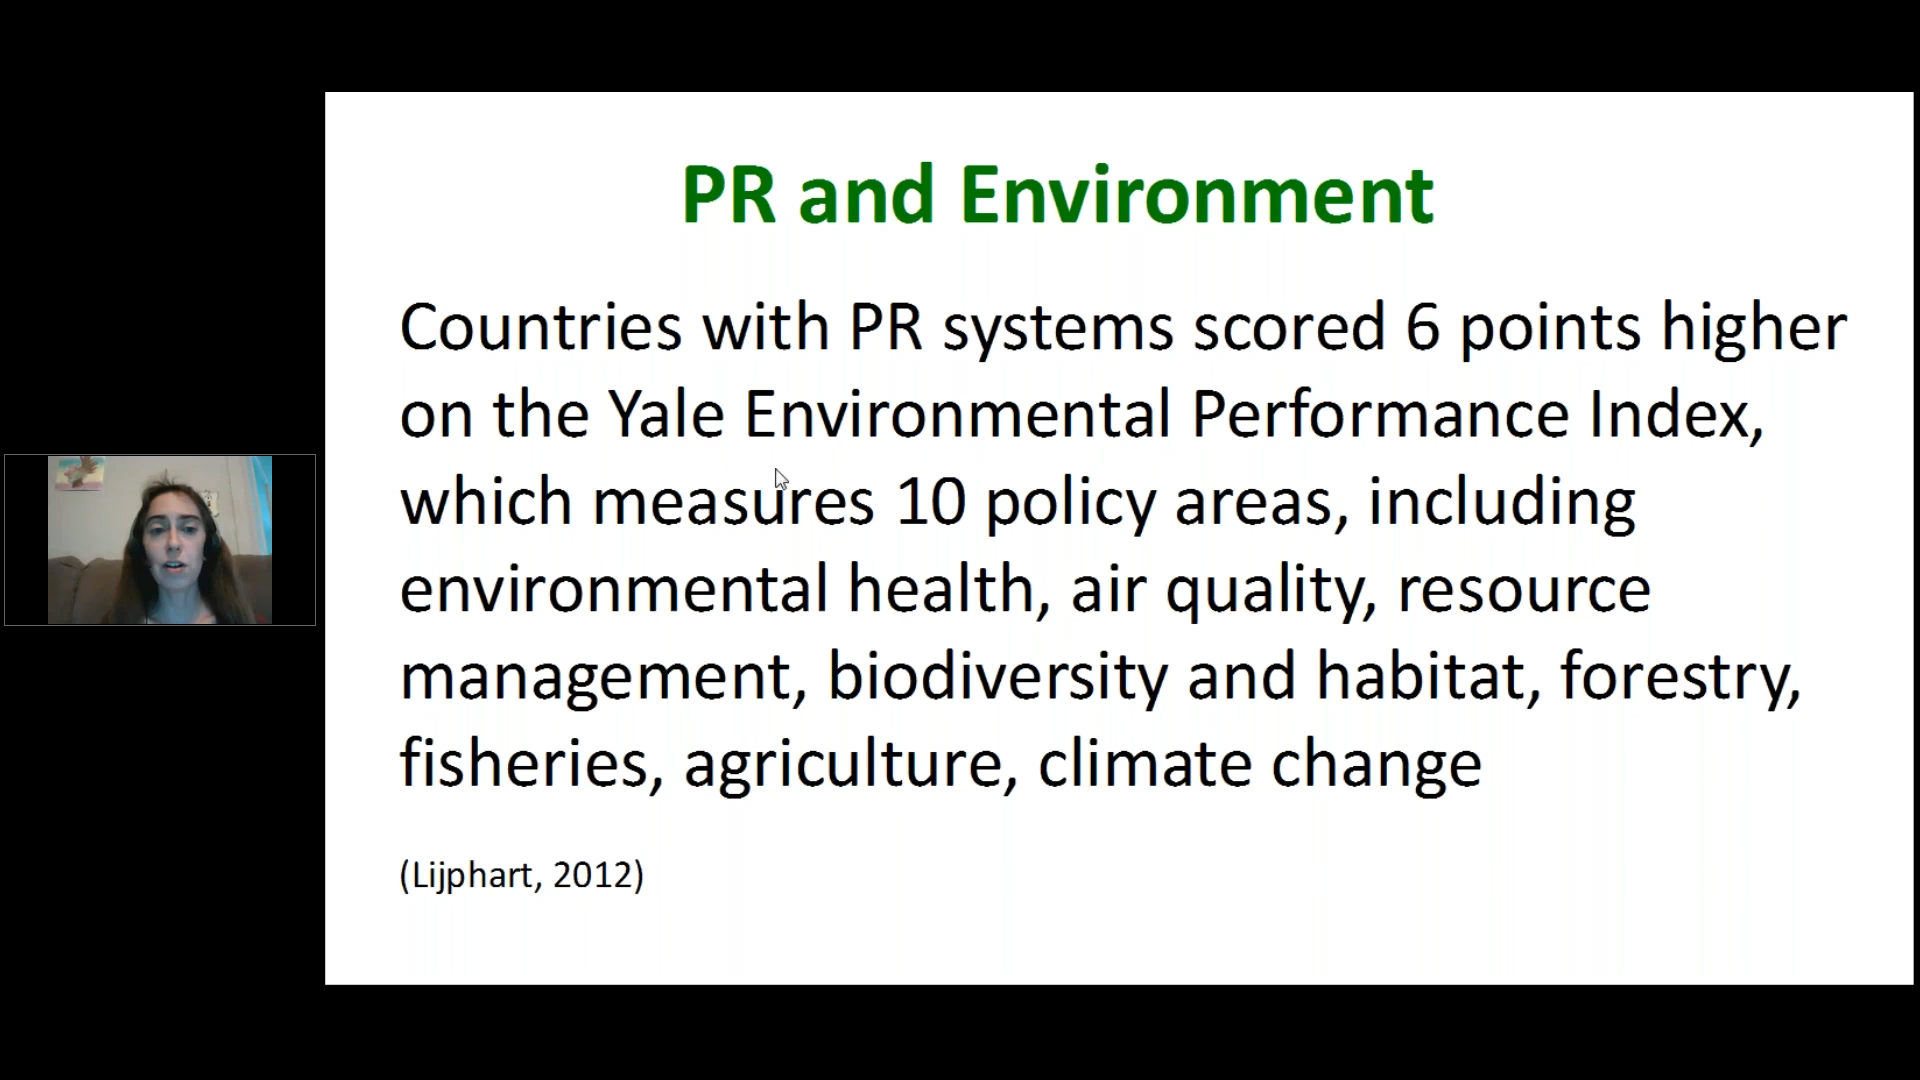 PR and Environment
Countries with PR systems scored 6 points higher
on the Yale Environmental Performance Index,
which measures 10 policy areas, including
environmental health, air quality, resource
management, biodiversity and habitat, forestry,
fisheries, agriculture, climate change
(Lijphart, 2012)